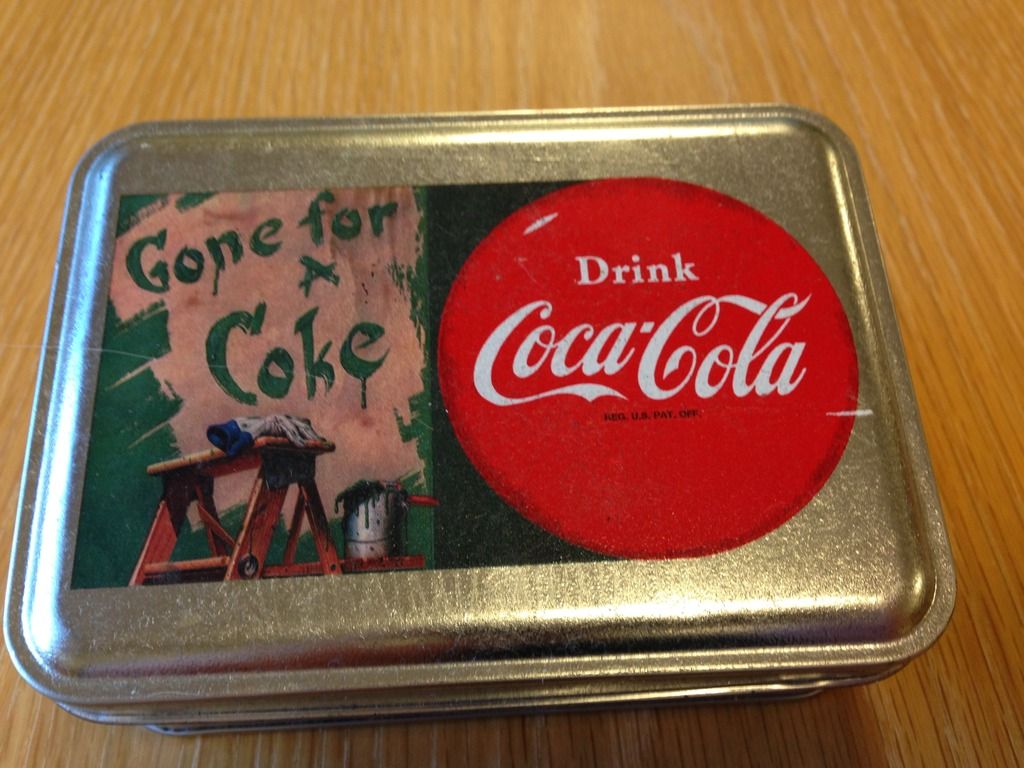 Gone for
A
Coke
Drink
Coca-Cola
REG. U.S. PAT. OFF.